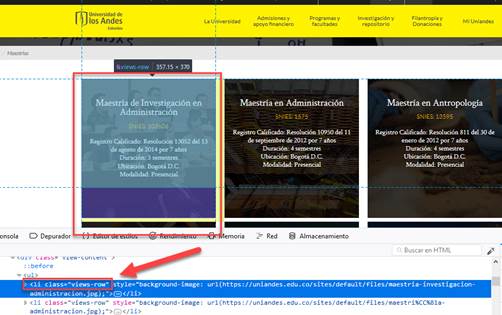 Universidad de
los Andes
Colombia
La Universidad
Admisiones y
apoyo financiero
Programas y
facultades
Investigación y
repositorio
Filantropía y
Donaciones
Mi Uniandes
Maestrías
li.views-row | 357.15 × 370
Maestría de Investigación en
Administración
Registro Calificado: Resolución 13052 del 13
de agosto de 2014 por 7 años
Duración: 3 semestres
Ubicación: Bogotá D.C.
Modalidad: Presencial
Maestría en Administración
SNIES: 1575
Registro Calificado: Resolución 10950 del 11
de septiembre de 2012 por 7 años
Duración: 4 semestres
Ubicación: Bogotá D.C.
Modalidad: Presencial
Maestría en Antropología
SNIES: 12595
Registro Calificado: Resolución 811 del 30 de
enero de 2012 por 7 años
Duración: 4 semestres
Ubicación: Bogotá D.C.
Modalidad: Presencial
onsola
Depurador
{} Editor de estilos
Rendimiento
Memoria
Red
Almacenamiento
Buscar en HTML
<div class="view-content">
::before
<ul>
<li class="views-row" style="background-image: url(https://uniandes.edu.co/sites/default/files/maestria-investigacion-
administracion.jpg);"></li>
<li class="views-row" style="background-image: url(https://uniandes.edu.co/sites/default/files/maestri%CC%81a-
administracion.jpg);"></li>